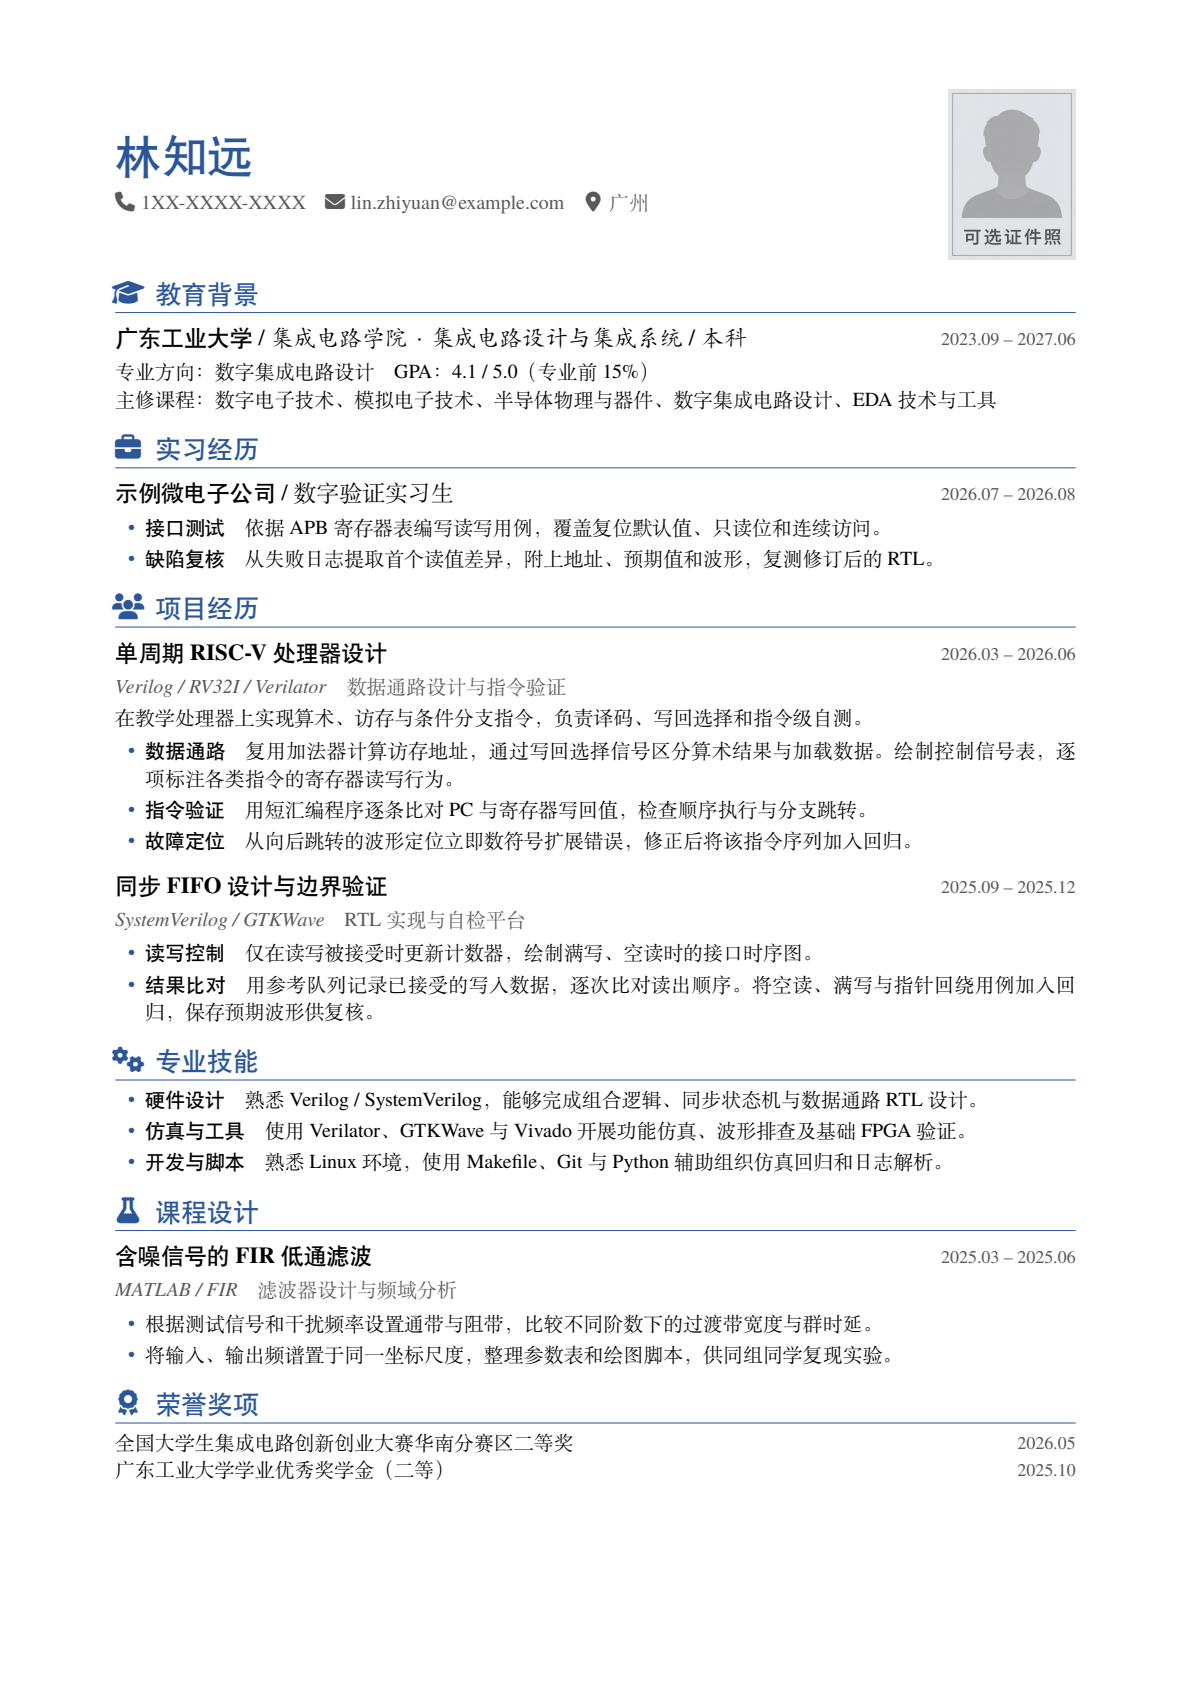 林知远
1XX-XXXX-XXXX lin.zhiyuan@example.com 广州
可选证件照
教育背景
广东工业大学 / 集成电路学院 · 集成电路设计与集成系统 / 本科 2023.09 – 2027.06
专业方向：数字集成电路设计 GPA：4.1 / 5.0（专业前 15%）
主修课程：数字电子技术、模拟电子技术、半导体物理与器件、数字集成电路设计、EDA 技术与工具
实习经历
示例微电子公司 / 数字验证实习生 2026.07 – 2026.08
• 接口测试 依据 APB 寄存器表编写读写用例，覆盖复位默认值、只读位和连续访问。
• 缺陷复核 从失败日志提取首个读值差异，附上地址、预期值和波形，复测修订后的 RTL。
项目经历
单周期 RISC-V 处理器设计 2026.03 – 2026.06
Verilog / RV32I / Verilator 数据通路设计与指令验证
在教学处理器上实现算术、访存与条件分支指令，负责译码、写回选择和指令级自测。
• 数据通路 复用加法器计算访存地址，通过写回选择信号区分算术结果与加载数据。绘制控制信号表，逐
项标注各类指令的寄存器读写行为。
• 指令验证 用短汇编程序逐条比对 PC 与寄存器写回值，检查顺序执行与分支跳转。
• 故障定位 从向后跳转的波形定位立即数符号扩展错误，修正后将该指令序列加入回归。
同步 FIFO 设计与边界验证 2025.09 – 2025.12
SystemVerilog / GTKWave RTL 实现与自检平台
• 读写控制 仅在读写被接受时更新计数器，绘制满写、空读时的接口时序图。
• 结果比对 用参考队列记录已接受的写入数据，逐次比对读出顺序。将空读、满写与指针回绕用例加入回
归，保存预期波形供复核。
专业技能
• 硬件设计 熟悉 Verilog / SystemVerilog，能够完成组合逻辑、同步状态机与数据通路 RTL 设计。
• 仿真与工具 使用 Verilator、GTKWave 与 Vivado 开展功能仿真、波形排查及基础 FPGA 验证。
• 开发与脚本 熟悉 Linux 环境，使用 Makefile、Git 与 Python 辅助组织仿真回归和日志解析。
课程设计
含噪信号的 FIR 低通滤波 2025.03 – 2025.06
MATLAB / FIR 滤波器设计与频域分析
• 根据测试信号和干扰频率设置通带与阻带，比较不同阶数下的过渡带宽度与群时延。
• 将输入、输出频谱置于同一坐标尺度，整理参数表和绘图脚本，供同组同学复现实验。
荣誉奖项
全国大学生集成电路创新创业大赛华南分赛区二等奖 2026.05
广东工业大学学业优秀奖学金（二等） 2025.10